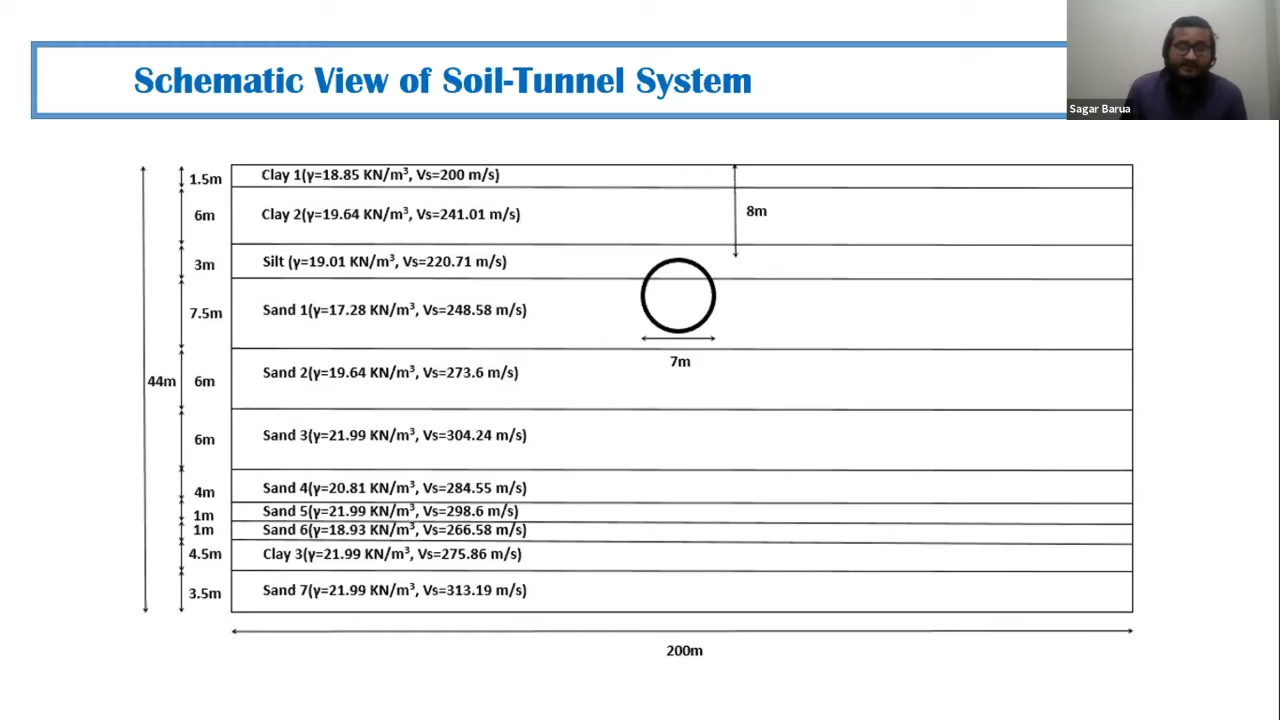 Schematic View of Soil-Tunnel System
Sagar Barua
1.5m
Clay 1(γ=18.85 KN/m³, Vs=200 m/s)
6m
Clay 2(γ=19.64 KN/m³, Vs=241.01 m/s)
8m
3m
Silt (γ=19.01 KN/m³, Vs=220.71 m/s)
7.5m
Sand 1(γ=17.28 KN/m³, Vs=248.58 m/s)
7m
44m
6m
Sand 2(γ=19.64 KN/m³, Vs=273.6 m/s)
6m
Sand 3(γ=21.99 KN/m³, Vs=304.24 m/s)
4m
Sand 4(γ=20.81 KN/m³, Vs=284.55 m/s)
1m
Sand 5(γ=21.99 KN/m³, Vs=298.6 m/s)
1m
Sand 6(γ=18.93 KN/m³, Vs=266.58 m/s)
4.5m
Clay 3(γ=21.99 KN/m³, Vs=275.86 m/s)
3.5m
Sand 7(γ=21.99 KN/m³, Vs=313.19 m/s)
200m